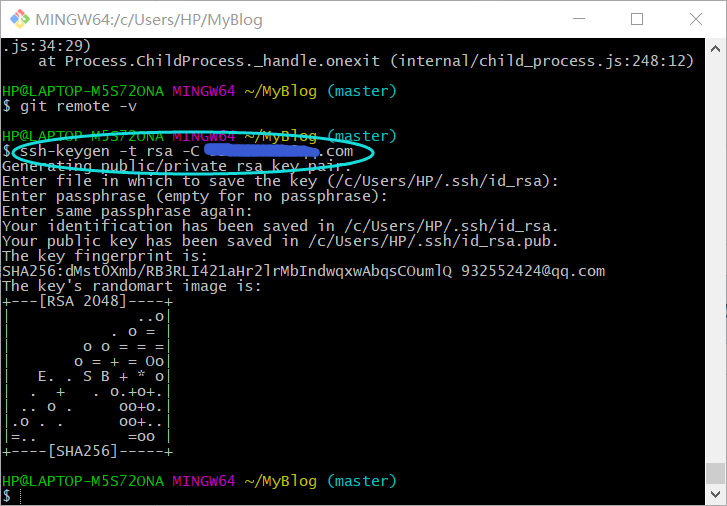 MINGW64:/c/Users/HP/MyBlog
.js:34:29)
    at Process.ChildProcess._handle.onexit (internal/child_process.js:248:12)
HP@LAPTOP-M5S72ONA MINGW64 ~/MyBlog (master)
$ git remote -v
HP@LAPTOP-M5S72ONA MINGW64 ~/MyBlog (master)
$ ssh-keygen -t rsa -C .com
Generating public/private rsa key pair.
Enter file in which to save the key (/c/Users/HP/.ssh/id_rsa):
Enter passphrase (empty for no passphrase):
Enter same passphrase again:
Your identification has been saved in /c/Users/HP/.ssh/id_rsa.
Your public key has been saved in /c/Users/HP/.ssh/id_rsa.pub.
The key fingerprint is:
SHA256:dMstOXmb/RB3RLI421aHr2lrMbIndwqxwAbqsCOumlQ 932552424@qq.com
The key's randomart image is:
+---[RSA 2048]----+
|              ..o|
|           . o = |
|        o o = = =|
|       o = + = Oo|
|   E. . S B + * o|
|  .  +   . o.+o+.|
| .. o .     oo+o.|
|.o . .      oo+..|
|=..          =oo |
+----[SHA256]-----+
HP@LAPTOP-M5S72ONA MINGW64 ~/MyBlog (master)
$